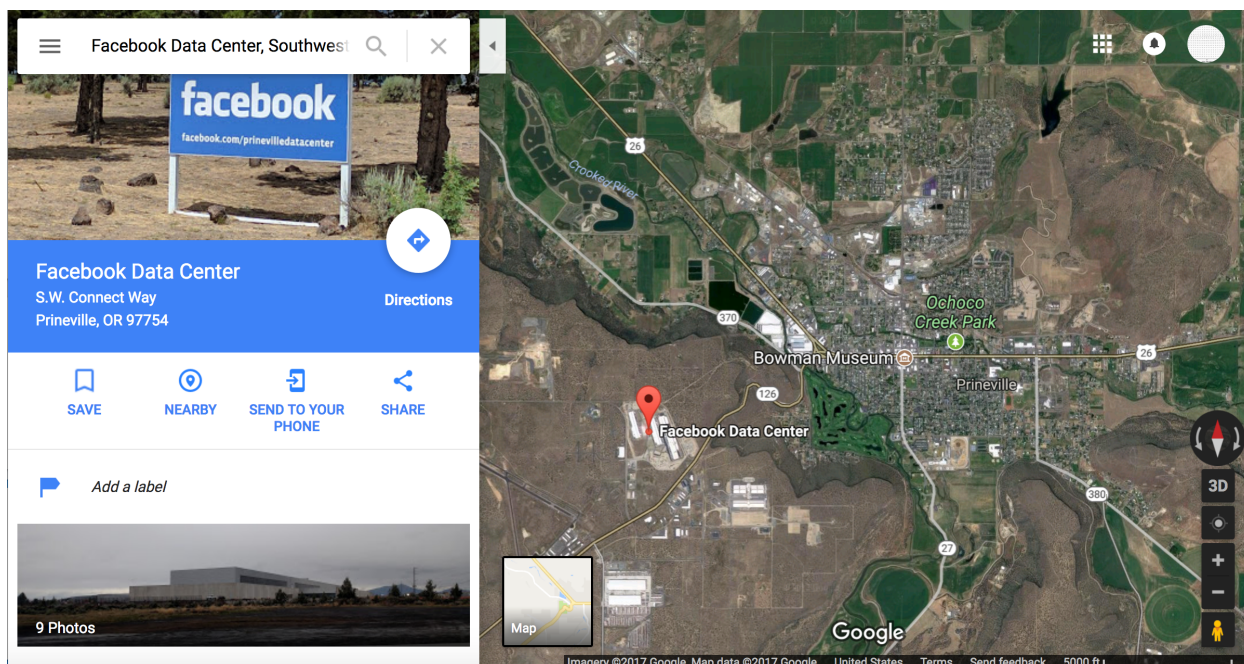 Facebook Data Center, Southwest
facebook
facebook.com/prinevilledatacenter
Facebook Data Center
S.W. Connect Way
Prineville, OR 97754
Directions
SAVE
NEARBY
SEND TO YOUR
PHONE
SHARE
Add a label
9 Photos
26
Crooked River
370
Ochoco
Creek Park
Bowman Museum
26
Prineville
126
Facebook Data Center
380
27
3D
Map
Google
Imagery ©2017 Google, Map data ©2017 Google United States Terms Send feedback 5000 ft